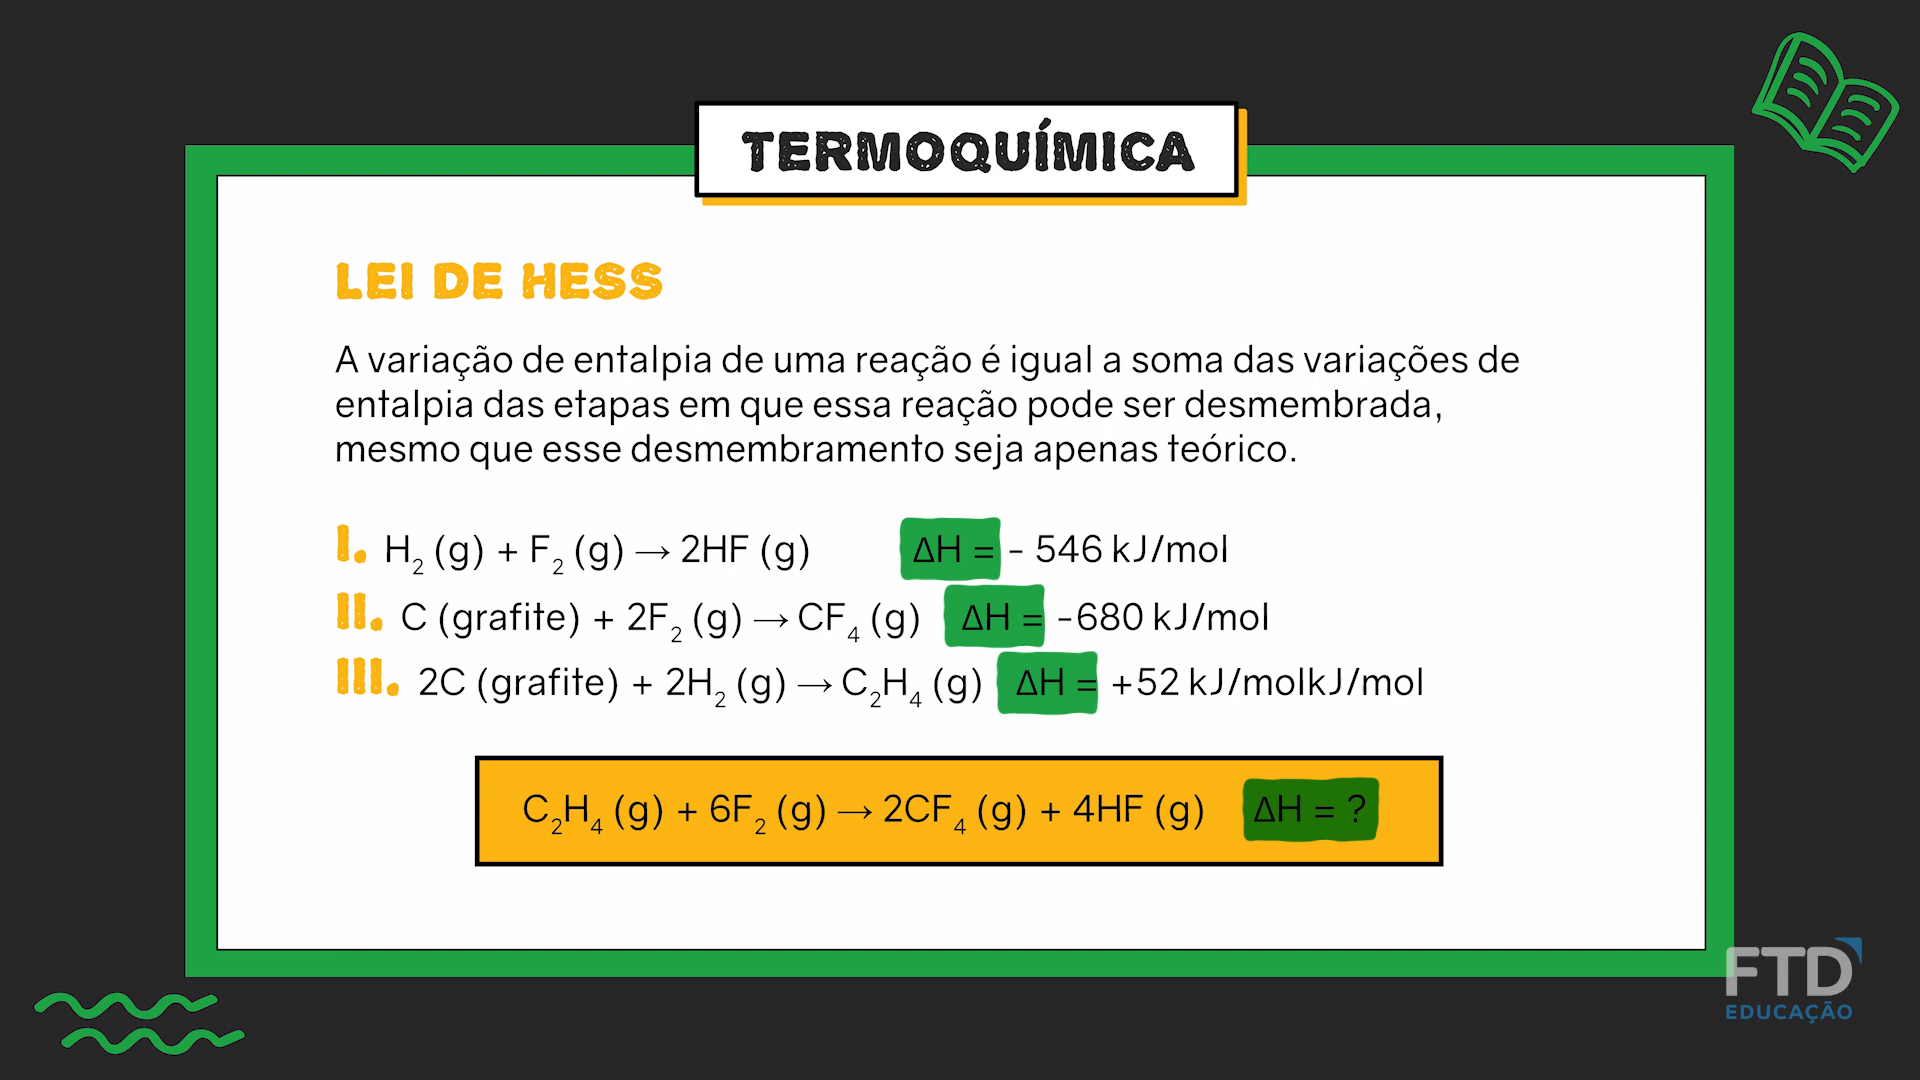 TERMOQUÍMICA
LEI DE HESS
A variação de entalpia de uma reação é igual a soma das variações de
entalpia das etapas em que essa reação pode ser desmembrada,
mesmo que esse desmembramento seja apenas teórico.
I. H₂ (g) + F₂ (g) → 2HF (g) ΔH = - 546 kJ/mol
II. C (grafite) + 2F₂ (g) → CF₄ (g) ΔH = -680 kJ/mol
III. 2C (grafite) + 2H₂ (g) → C₂H₄ (g) ΔH = +52 kJ/molkJ/mol
C₂H₄ (g) + 6F₂ (g) → 2CF₄ (g) + 4HF (g) ΔH = ?
FTD
EDUCAÇÃO